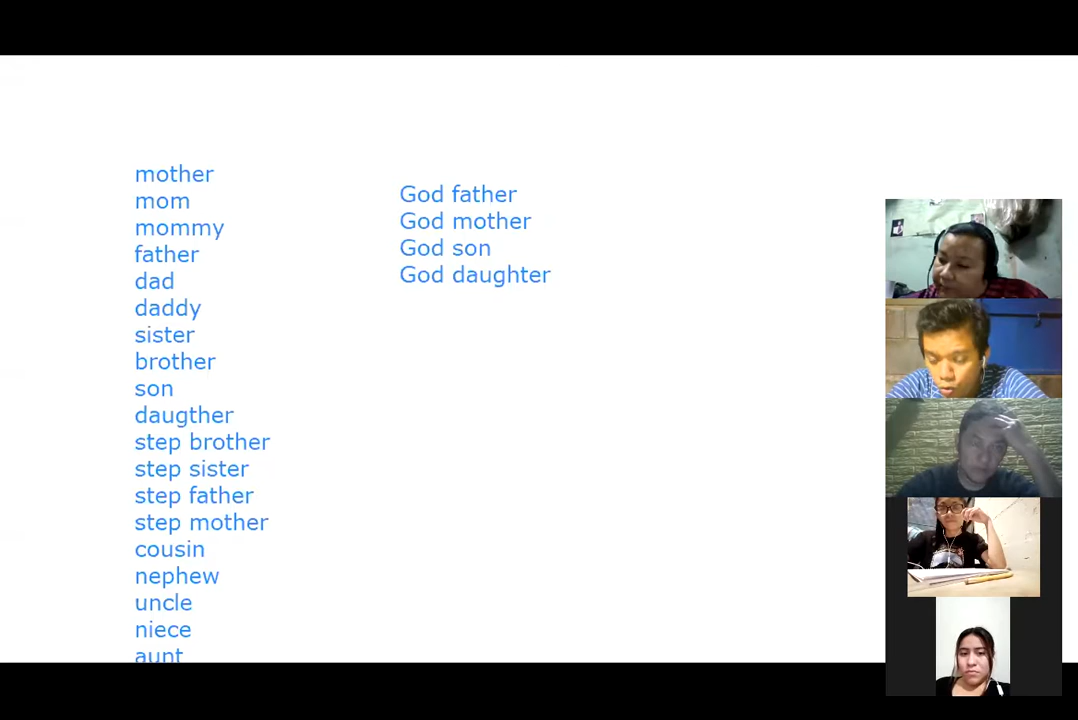 mother
mom
mommy
father
dad
daddy
sister
brother
son
daugther
step brother
step sister
step father
step mother
cousin
nephew
uncle
niece
aunt
God father
God mother
God son
God daughter